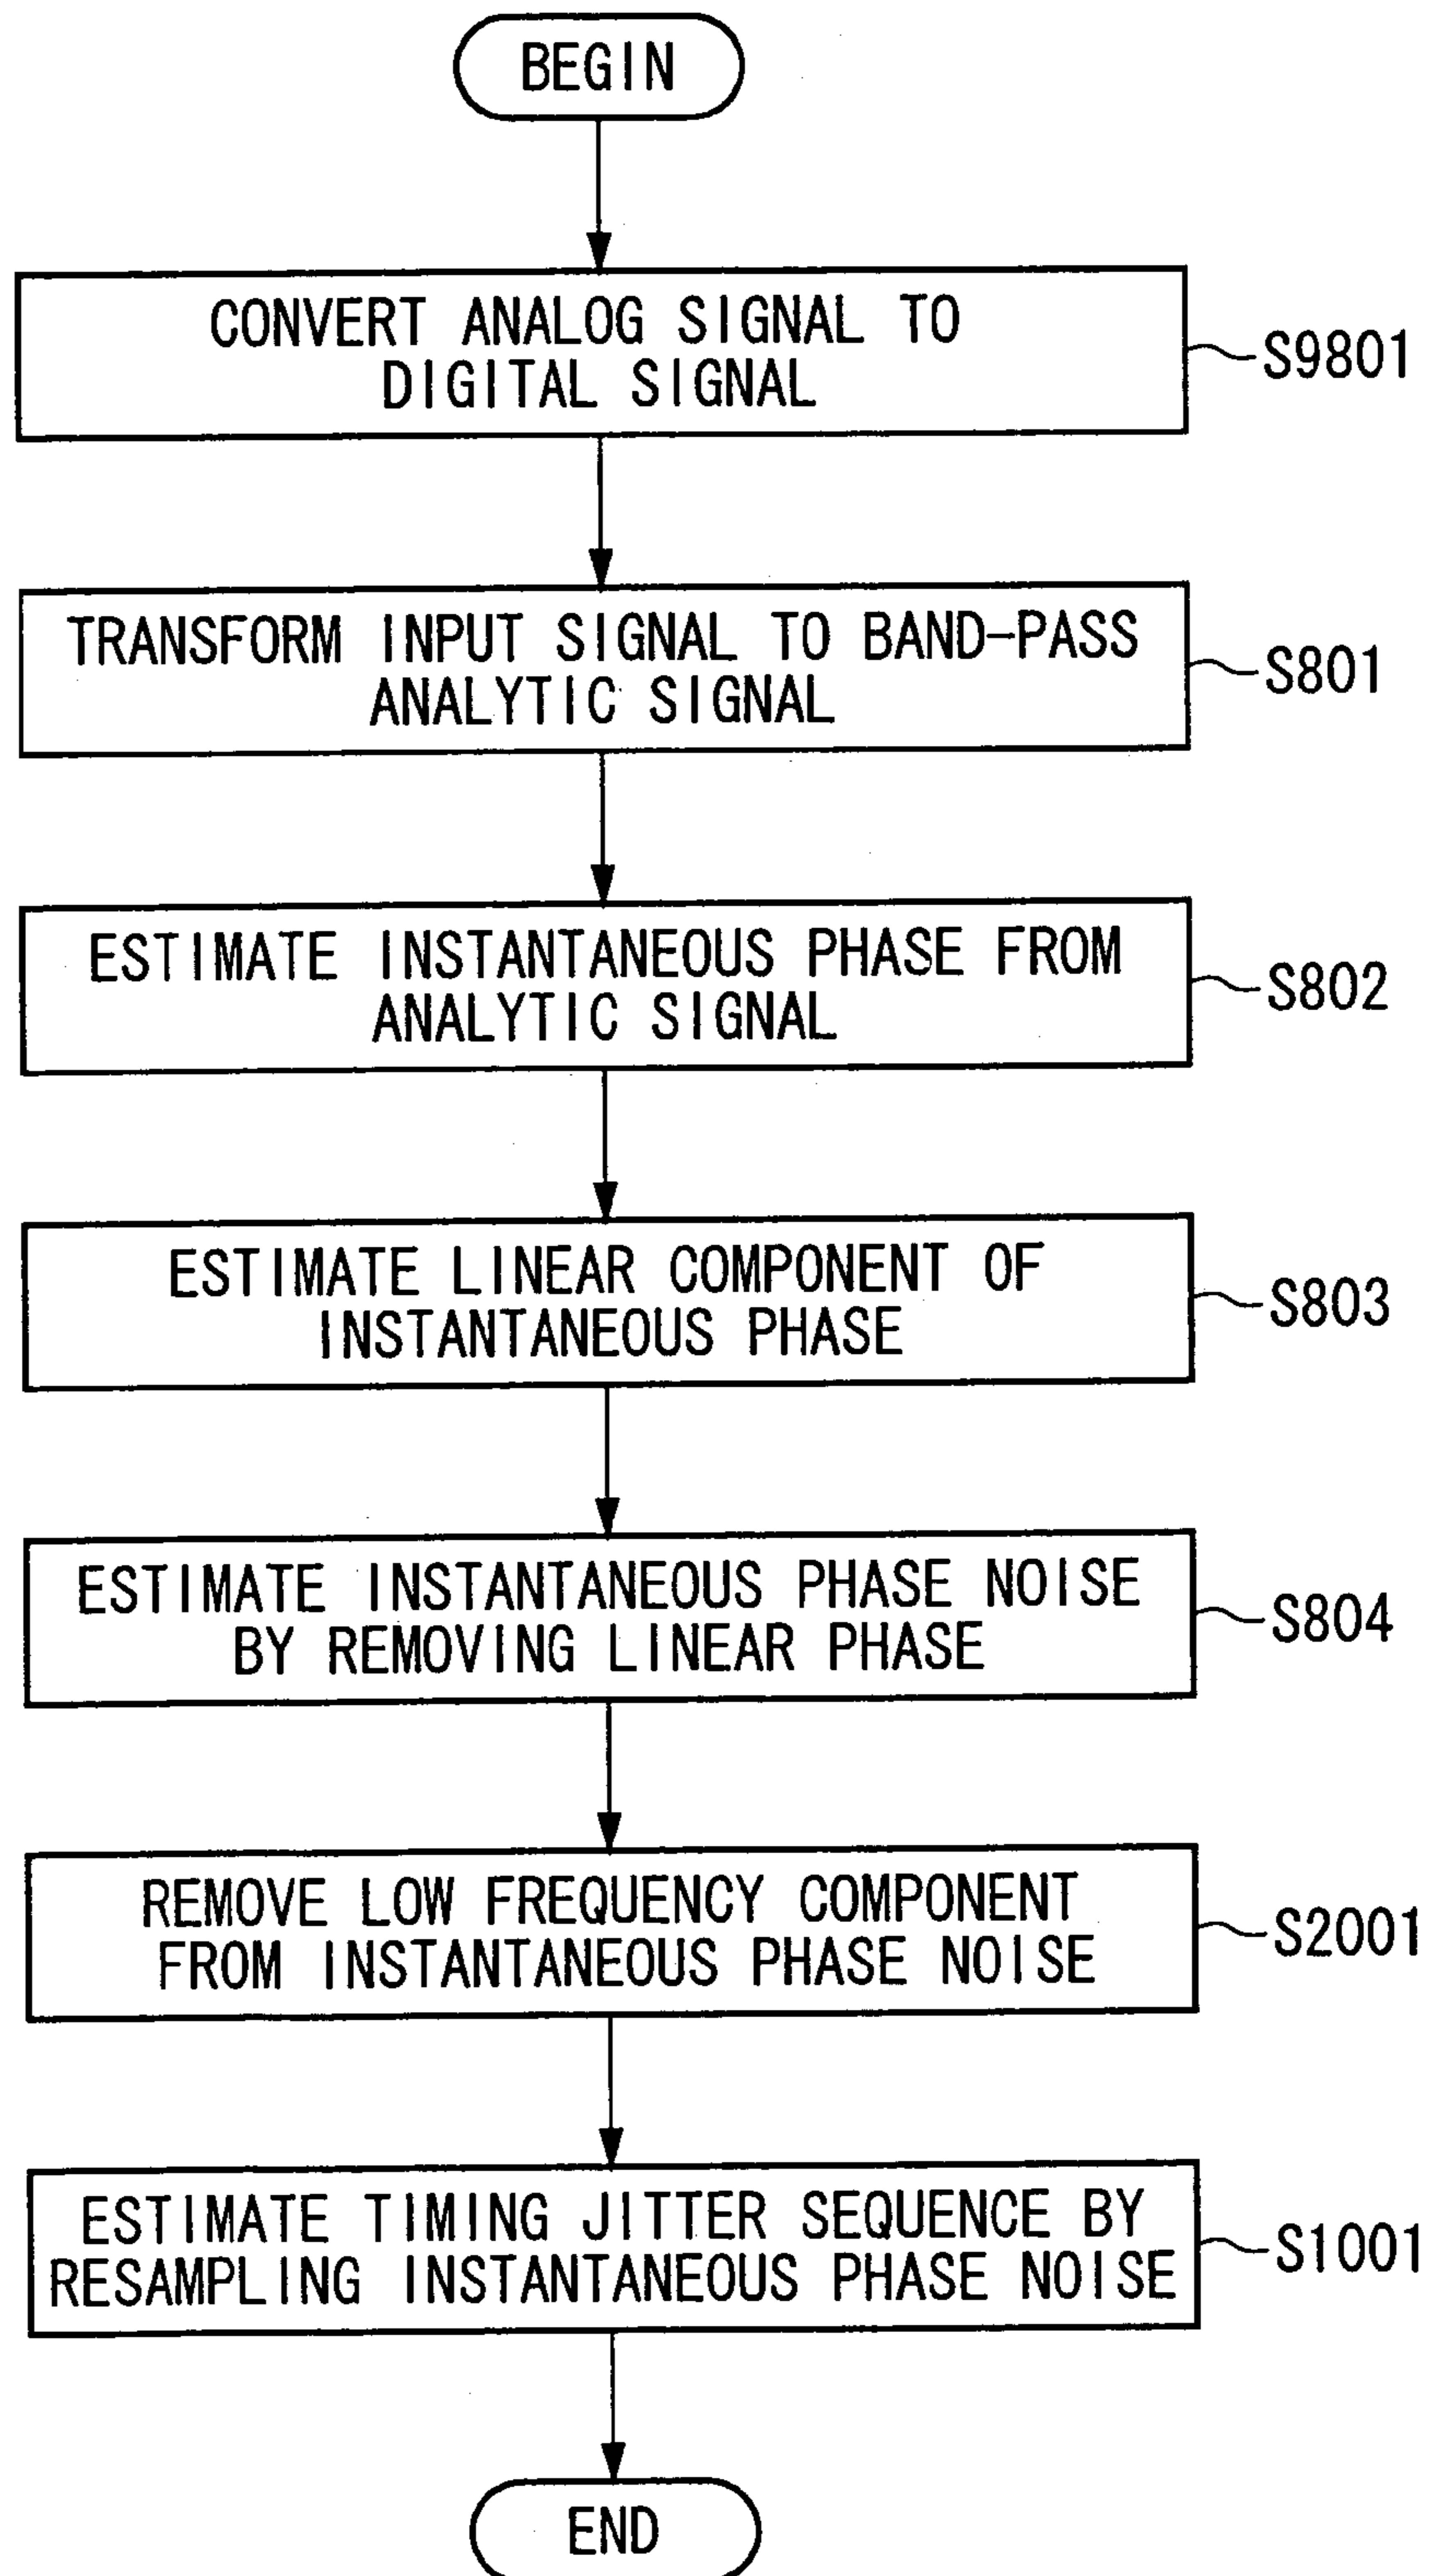 BEGIN
CONVERT ANALOG SIGNAL TO
DIGITAL SIGNAL
S9801
TRANSFORM INPUT SIGNAL TO BAND-PASS
ANALYTIC SIGNAL
S801
ESTIMATE INSTANTANEOUS PHASE FROM
ANALYTIC SIGNAL
S802
ESTIMATE LINEAR COMPONENT OF
INSTANTANEOUS PHASE
S803
ESTIMATE INSTANTANEOUS PHASE NOISE
BY REMOVING LINEAR PHASE
S804
REMOVE LOW FREQUENCY COMPONENT
FROM INSTANTANEOUS PHASE NOISE
S2001
ESTIMATE TIMING JITTER SEQUENCE BY
RESAMPLING INSTANTANEOUS PHASE NOISE
S1001
END